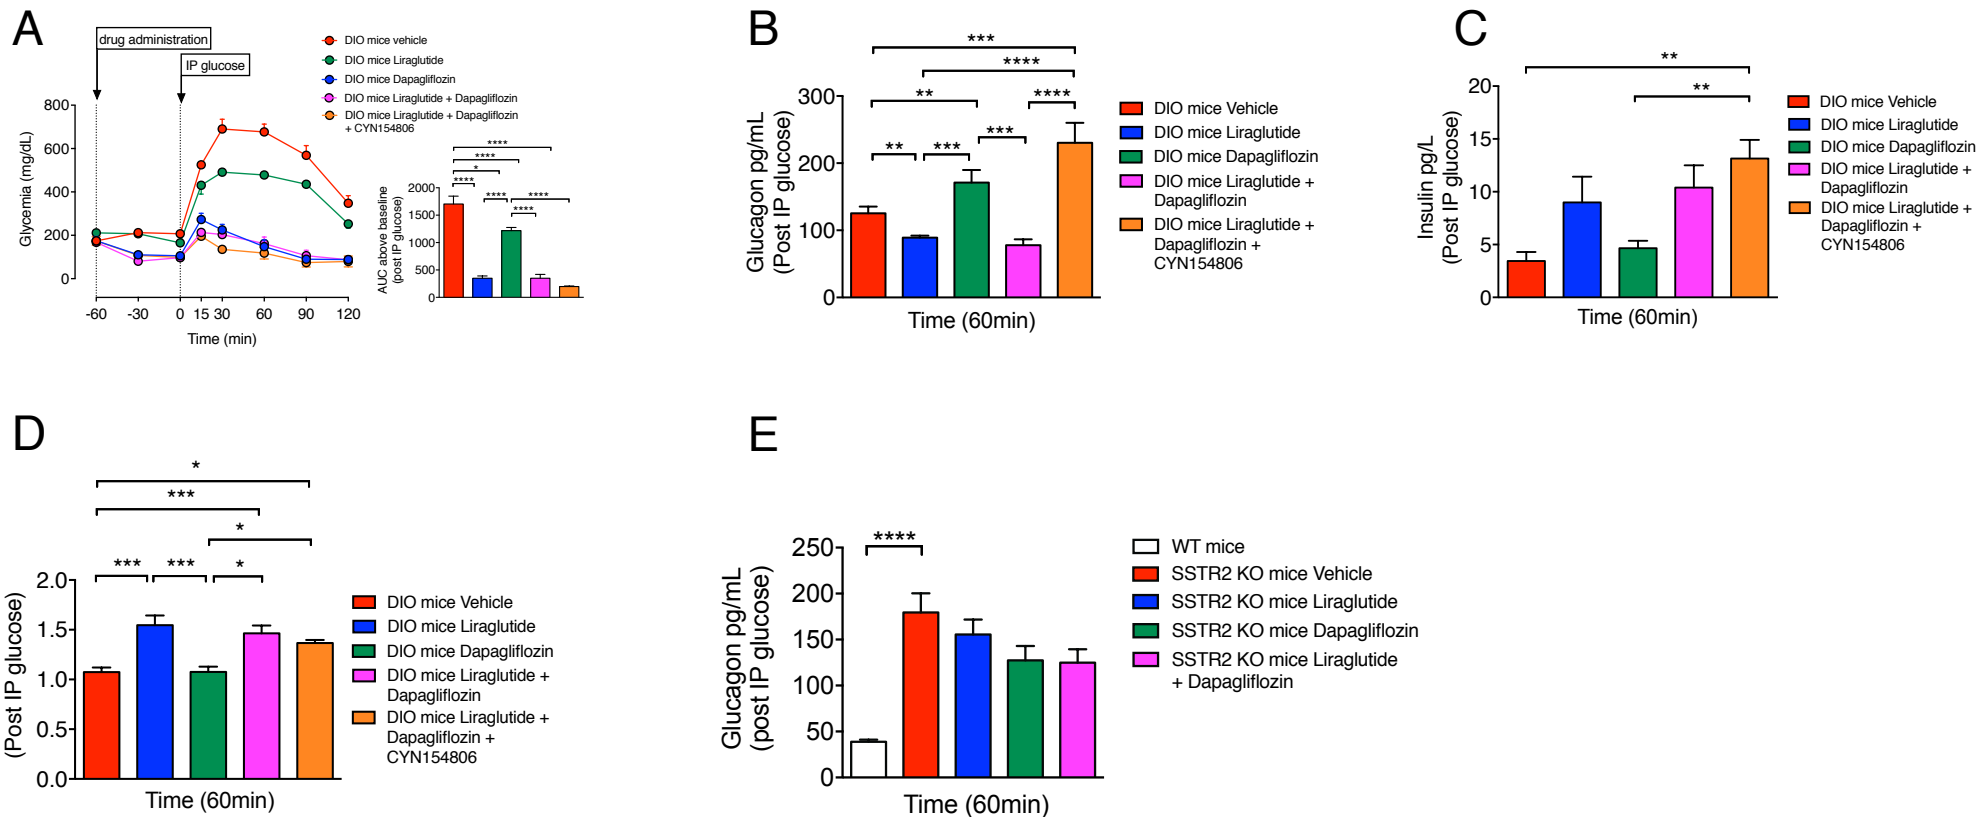 A
drug administration
IP glucose
DIO mice vehicle
DIO mice Liraglutide
DIO mice Dapagliflozin
DIO mice Liraglutide + Dapagliflozin
DIO mice Liraglutide + Dapagliflozin
+ CYN154806
Glycemia (mg/dL)
800
600
400
200
0
-60
-30
0
15
30
60
90
120
Time (min)
AUC above baseline
(post IP glucose)
2000
1500
1000
500
0
****
****
*
****
****
****
****
B
Glucagon pg/mL
(Post IP glucose)
300
200
100
0
***
****
**
****
***
**
***
Time (60min)
DIO mice Vehicle
DIO mice Liraglutide
DIO mice Dapagliflozin
DIO mice Liraglutide +
Dapagliflozin
DIO mice Liraglutide +
Dapagliflozin +
CYN154806
C
Insulin pg/L
(Post IP glucose)
20
15
10
5
0
**
**
Time (60min)
DIO mice Vehicle
DIO mice Liraglutide
DIO mice Dapagliflozin
DIO mice Liraglutide +
Dapagliflozin
DIO mice Liraglutide +
Dapagliflozin +
CYN154806
D
(Post IP glucose)
2.0
1.5
1.0
0.5
0.0
*
***
*
***
***
*
Time (60min)
DIO mice Vehicle
DIO mice Liraglutide
DIO mice Dapagliflozin
DIO mice Liraglutide +
Dapagliflozin
DIO mice Liraglutide +
Dapagliflozin +
CYN154806
E
Glucagon pg/mL
(post IP glucose)
250
200
150
100
50
0
****
Time (60min)
WT mice
SSTR2 KO mice Vehicle
SSTR2 KO mice Liraglutide
SSTR2 KO mice Dapagliflozin
SSTR2 KO mice Liraglutide
+ Dapagliflozin